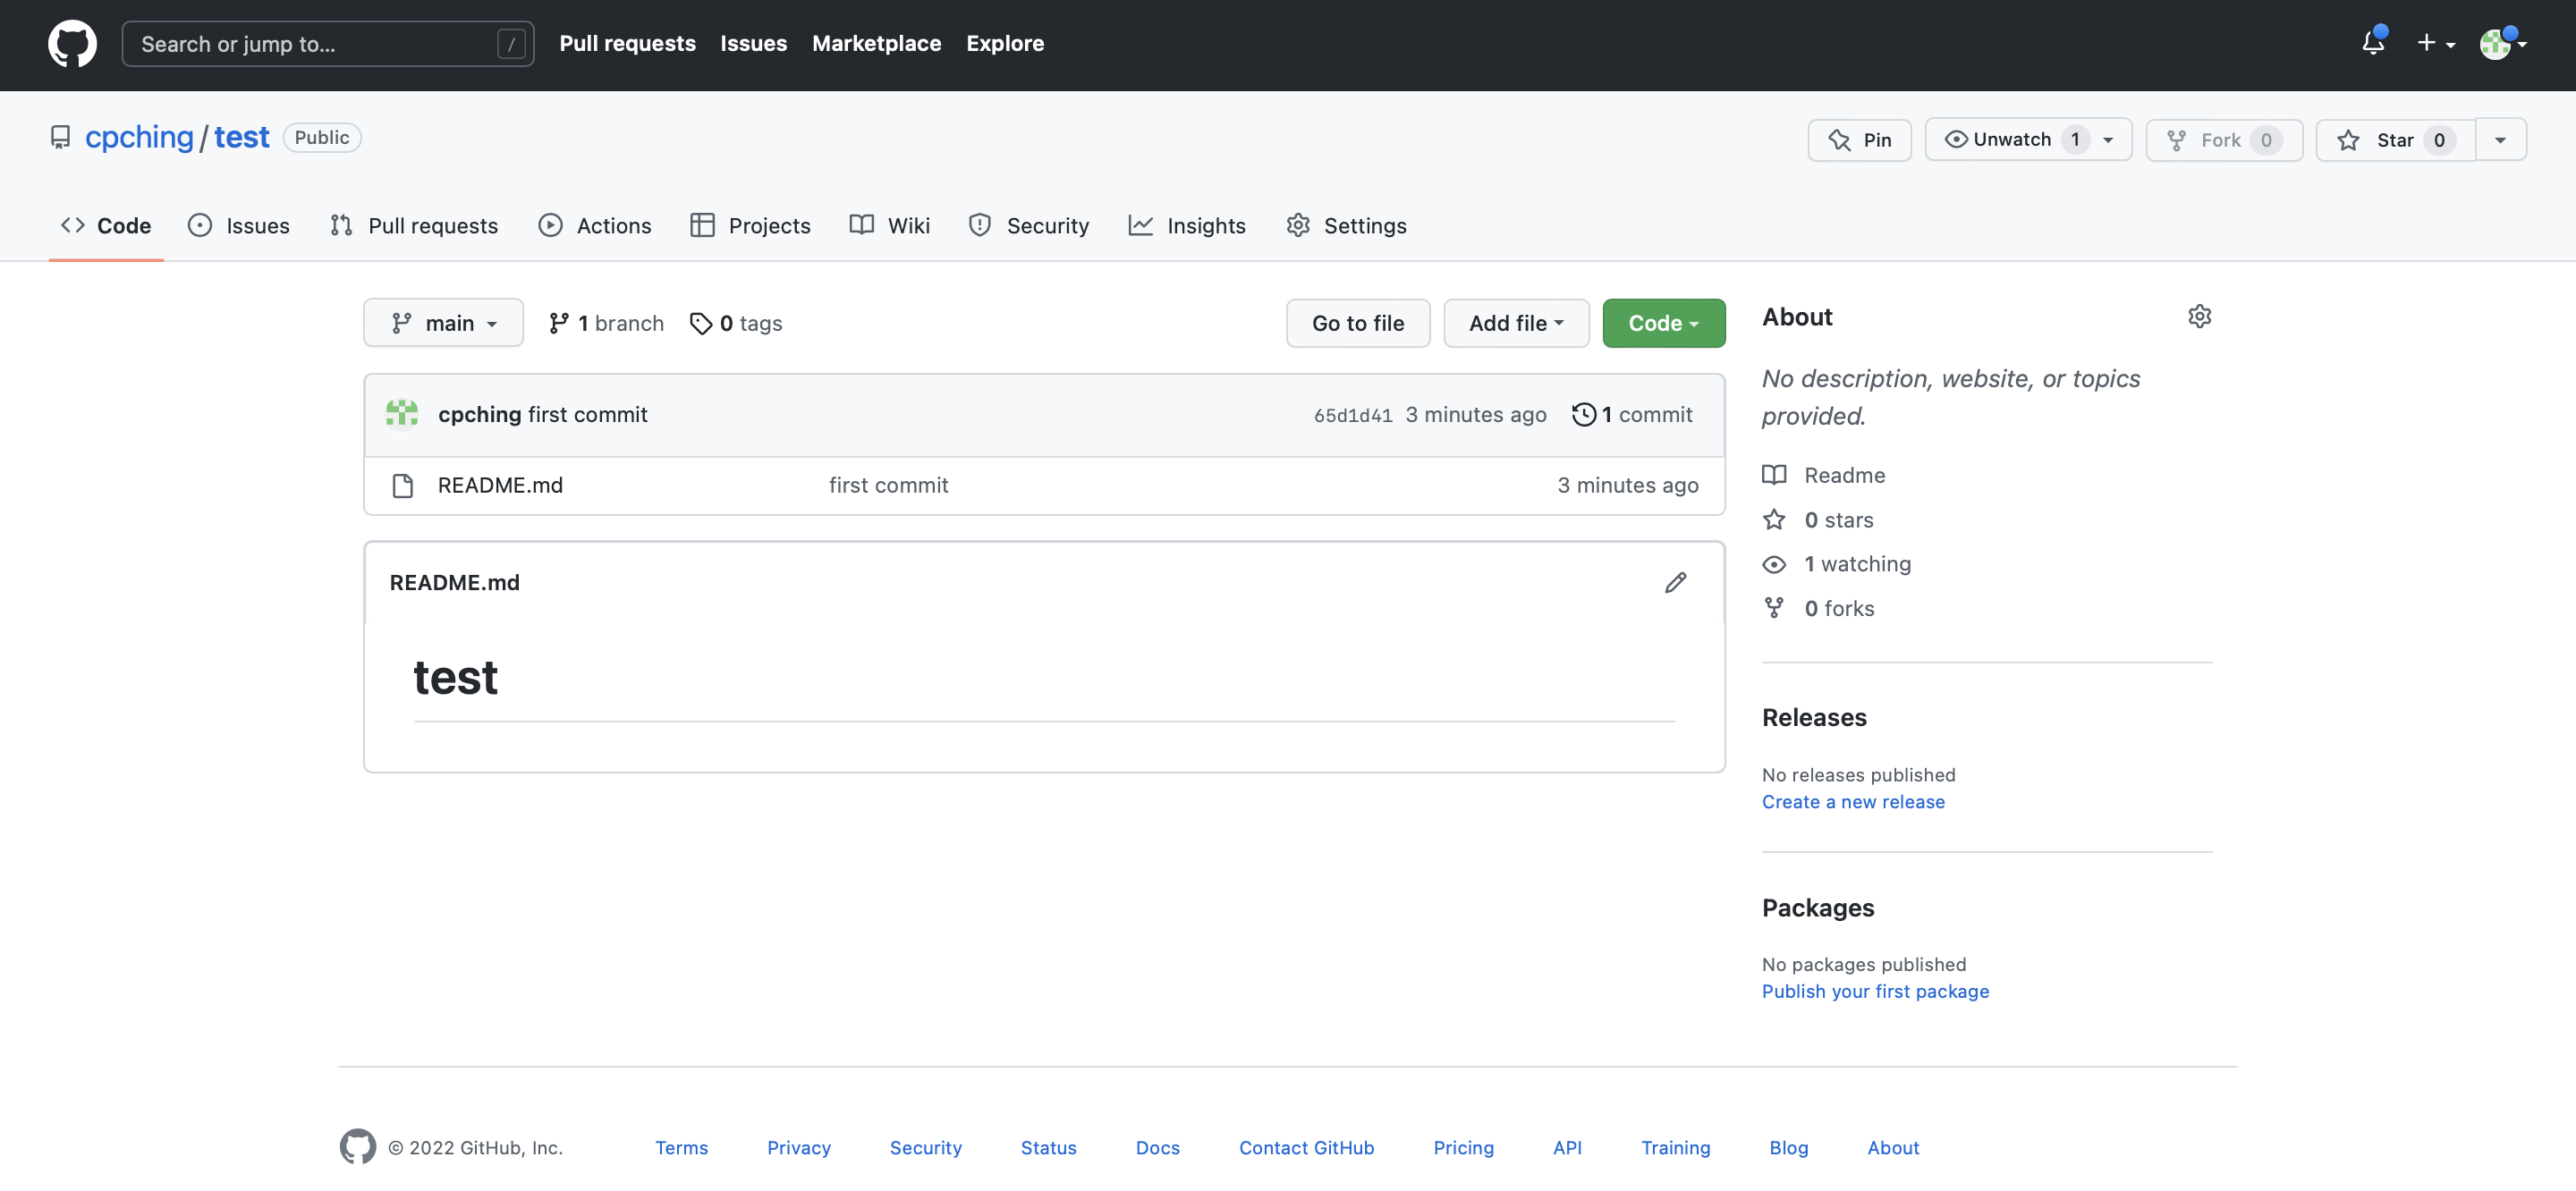 Search or jump to... / Pull requests Issues Marketplace Explore
cpching / test Public Pin Unwatch 1 Fork 0 Star 0
Code Issues Pull requests Actions Projects Wiki Security Insights Settings
main 1 branch 0 tags Go to file Add file Code
cpching first commit 65d1d41 3 minutes ago 1 commit
README.md first commit 3 minutes ago
README.md
test
About
No description, website, or topics
provided.
Readme
0 stars
1 watching
0 forks
Releases
No releases published
Create a new release
Packages
No packages published
Publish your first package
© 2022 GitHub, Inc. Terms Privacy Security Status Docs Contact GitHub Pricing API Training Blog About